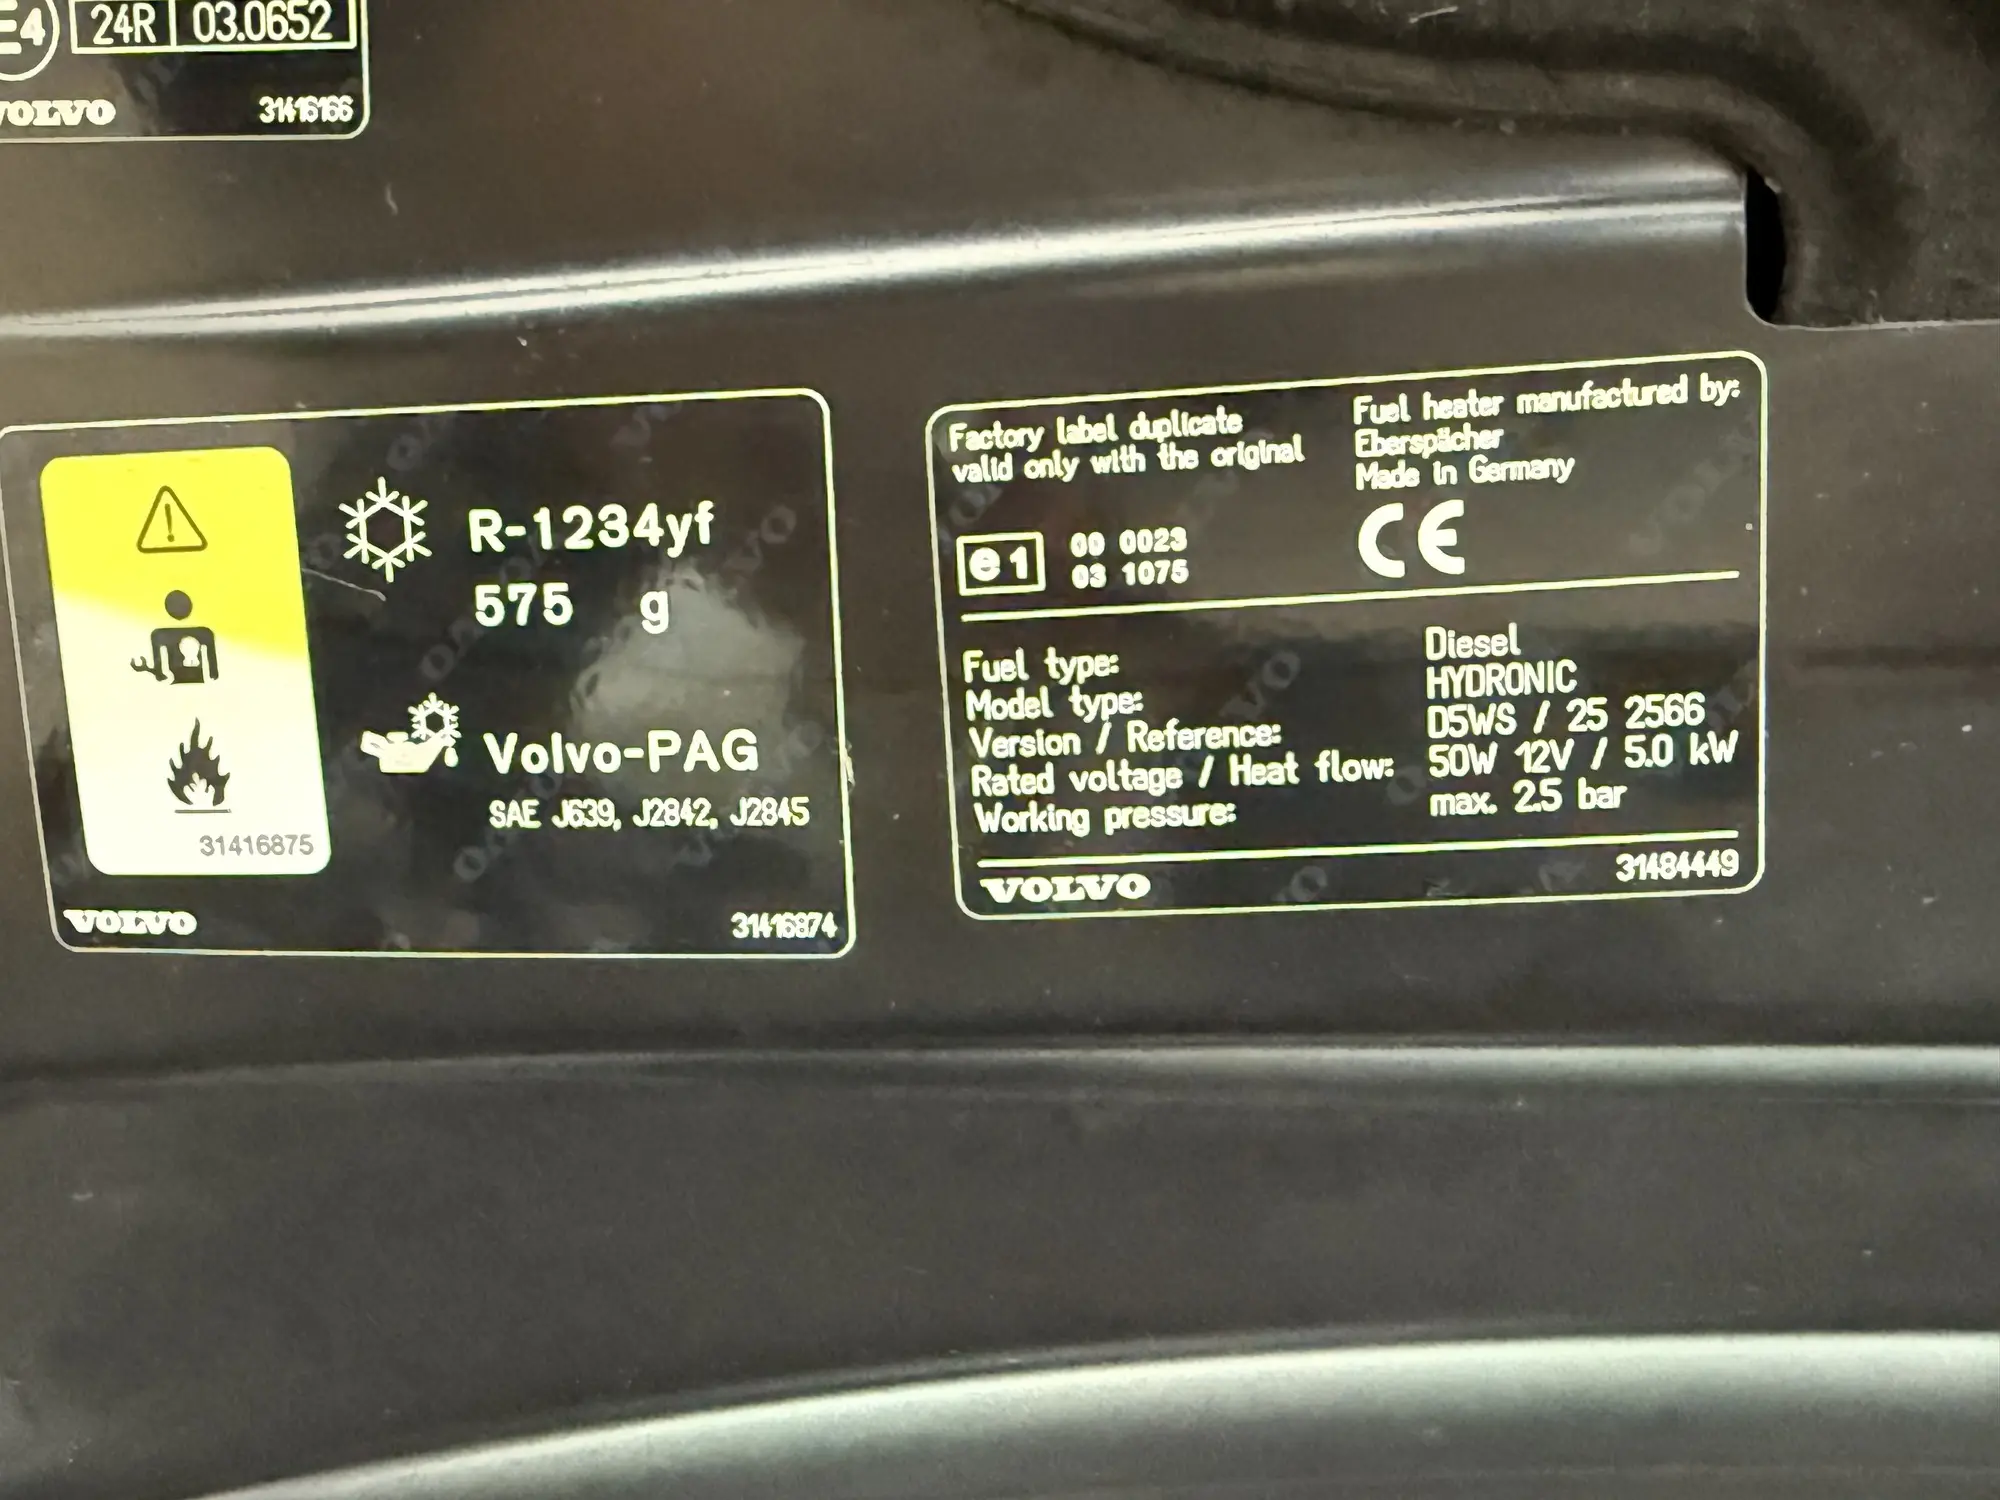 24R 03.0652
VOLVO 31416166
R-1234yf
575 g
Volvo-PAG
SAE J639, J2842, J2845
31416875
VOLVO 31416874
Factory label duplicate
valid only with the original
Fuel heater manufactured by:
Eberspächer
Made in Germany
e1 00 0023
03 1075
CE
Fuel type: Diesel
Model type: HYDRONIC
Version / Reference: D5WS / 25 2566
Rated voltage / Heat flow: 50W 12V / 5.0 kW
Working pressure: max. 2.5 bar
VOLVO 31484449